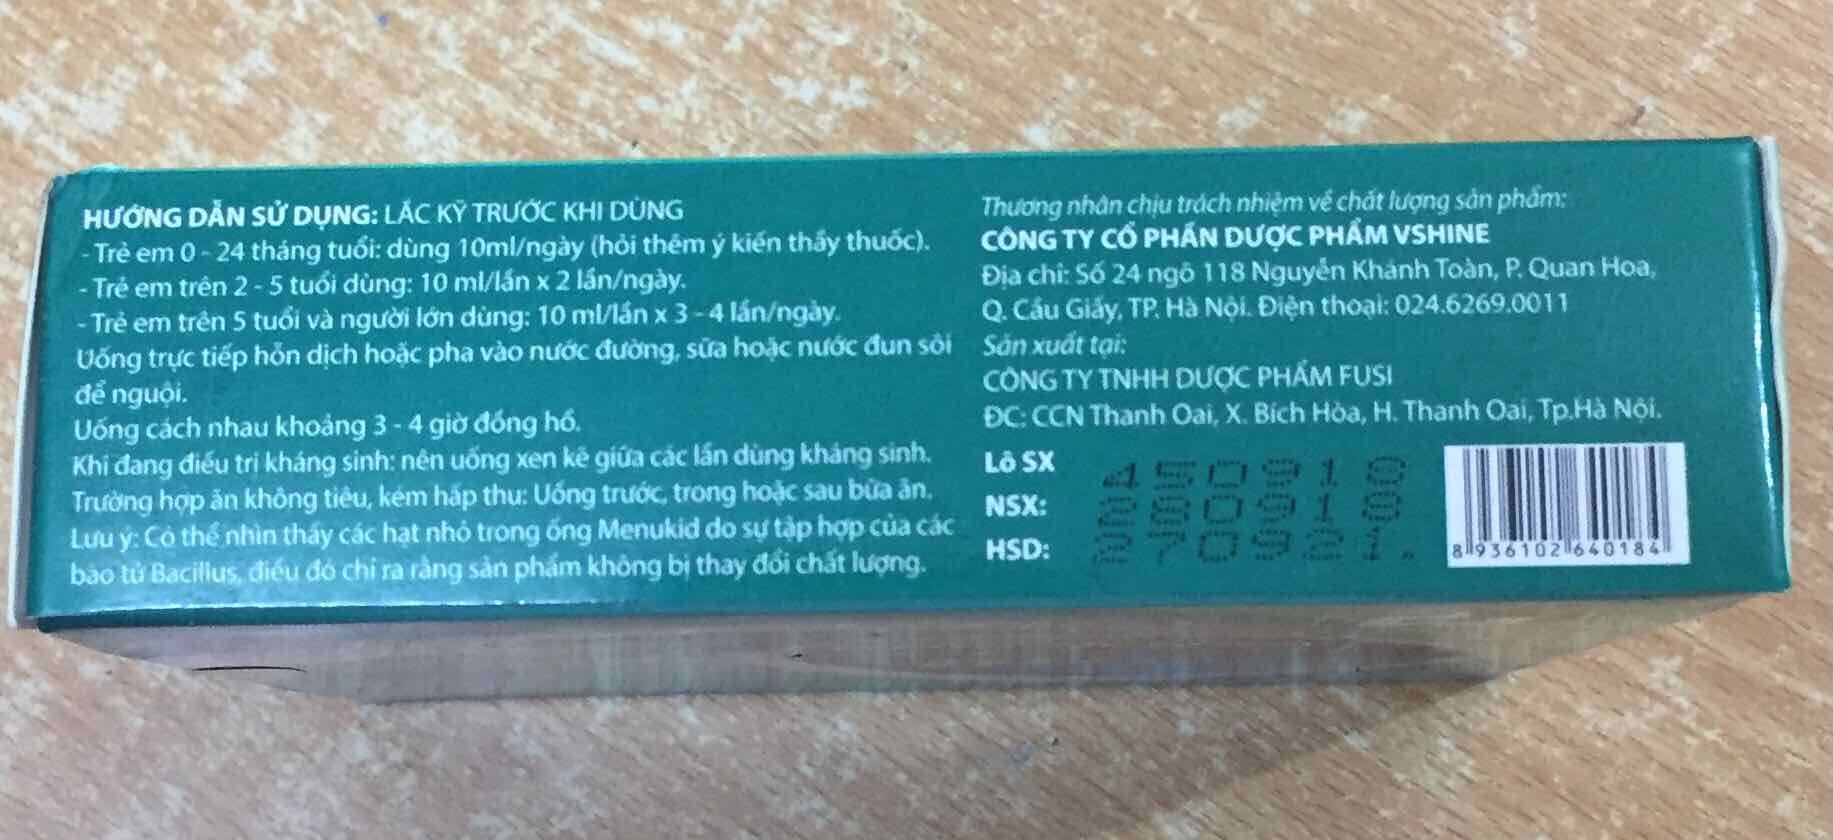 HƯỚNG DẪN SỬ DỤNG: LẮC KỸ TRƯỚC KHI DÙNG
- Trẻ em 0 - 24 tháng tuổi: dùng 10ml/ngày (hỏi thêm ý kiến thầy thuốc).
- Trẻ em trên 2 - 5 tuổi dùng: 10 ml/lần x 2 lần/ngày.
- Trẻ em trên 5 tuổi và người lớn dùng: 10 ml/lần x 3 - 4 lần/ngày.
Uống trực tiếp hỗn dịch hoặc pha vào nước đường, sữa hoặc nước đun sôi
để nguội.
Uống cách nhau khoảng 3 - 4 giờ đồng hồ.
Khi đang điều trị kháng sinh: nên uống xen kẽ giữa các lần dùng kháng sinh.
Trường hợp ăn không tiêu, kém hấp thu: Uống trước, trong hoặc sau bữa ăn.
Lưu ý: Có thể nhìn thấy các hạt nhỏ trong ống Menukid do sự tập hợp của các
bào tử Bacillus, điều đó chỉ ra rằng sản phẩm không bị thay đổi chất lượng.
Thương nhân chịu trách nhiệm về chất lượng sản phẩm:
CÔNG TY CỔ PHẦN DƯỢC PHẨM VSHINE
Địa chỉ: Số 24 ngõ 118 Nguyễn Khánh Toàn, P. Quan Hoa,
Q. Cầu Giấy, TP. Hà Nội. Điện thoại: 024.6269.0011
Sản xuất tại:
CÔNG TY TNHH DƯỢC PHẨM FUSI
ĐC: CCN Thanh Oai, X. Bích Hòa, H. Thanh Oai, Tp.Hà Nội.
Lô SX 450918
NSX: 280918
HSD: 270921.
8 936102 640184